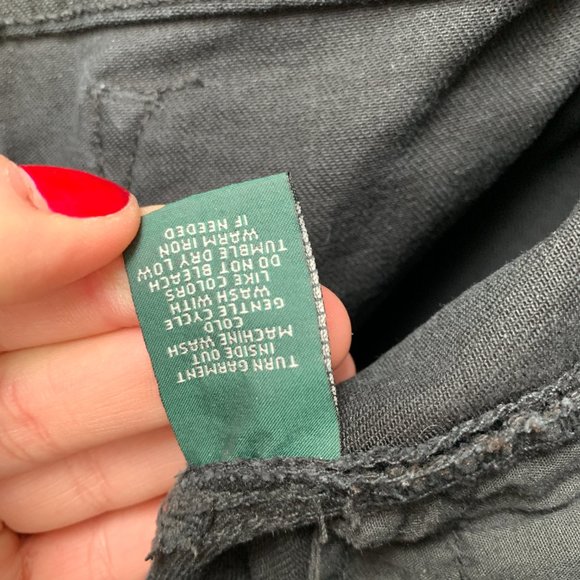 TURN GARMENT
INSIDE OUT
MACHINE WASH
COLD
GENTLE CYCLE
WASH WITH
LIKE COLORS
DO NOT BLEACH
TUMBLE DRY LOW
WARM IRON
IF NEEDED